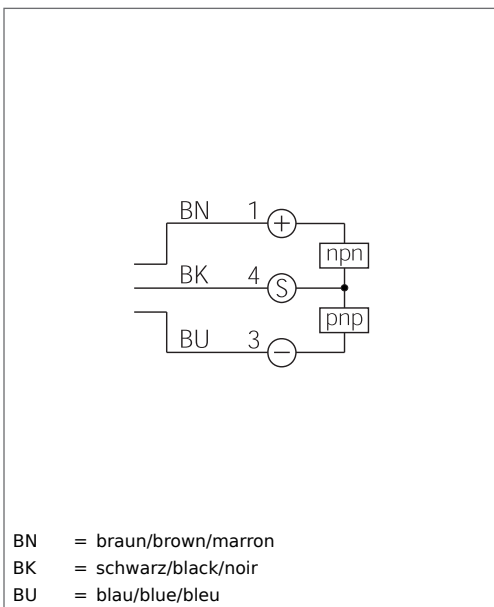 BN 1 +
npn
BK 4 S
pnp
BU 3 −
BN = braun/brown/marron
BK = schwarz/black/noir
BU = blau/blue/bleu